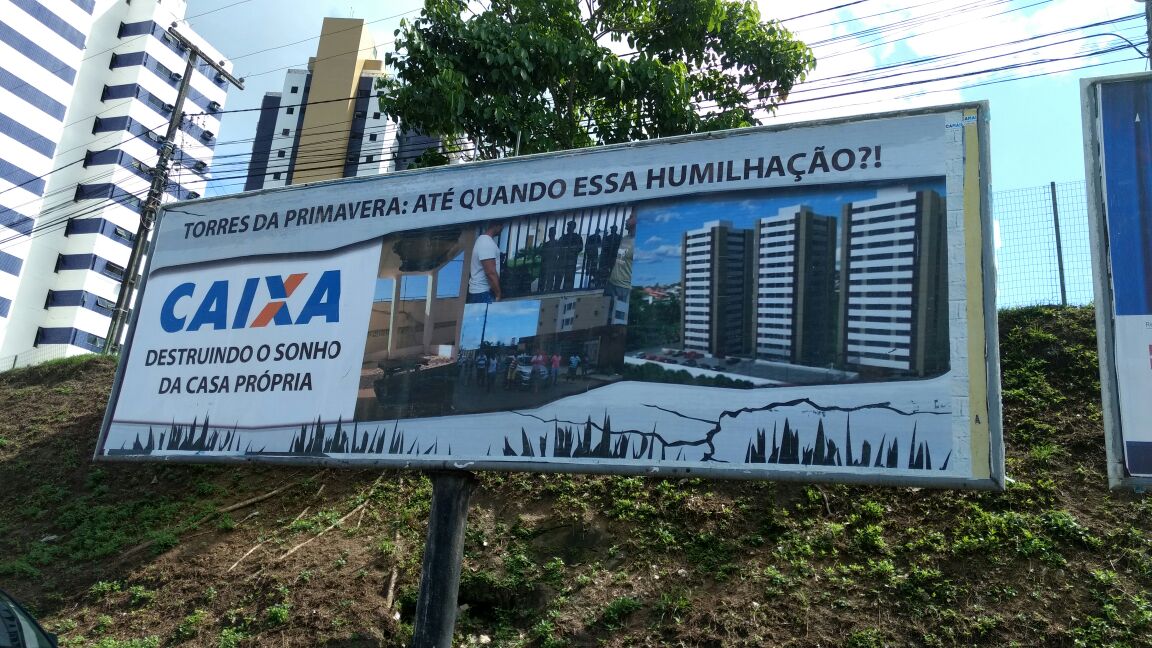 TORRES DA PRIMAVERA: ATÉ QUANDO ESSA HUMILHAÇÃO?!
CAIXA
DESTRUINDO O SONHO
DA CASA PRÓPRIA